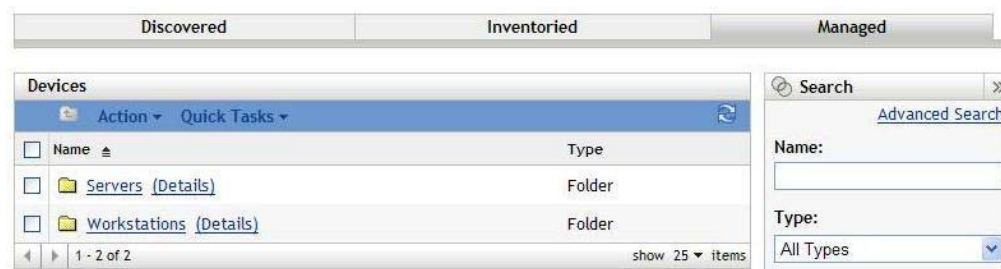 Discovered Inventoried Managed
Devices
Action Quick Tasks
Name Type
Servers (Details) Folder
Workstations (Details) Folder
1 - 2 of 2 show 25 items
Search »
Advanced Search
Name:
Type:
All Types